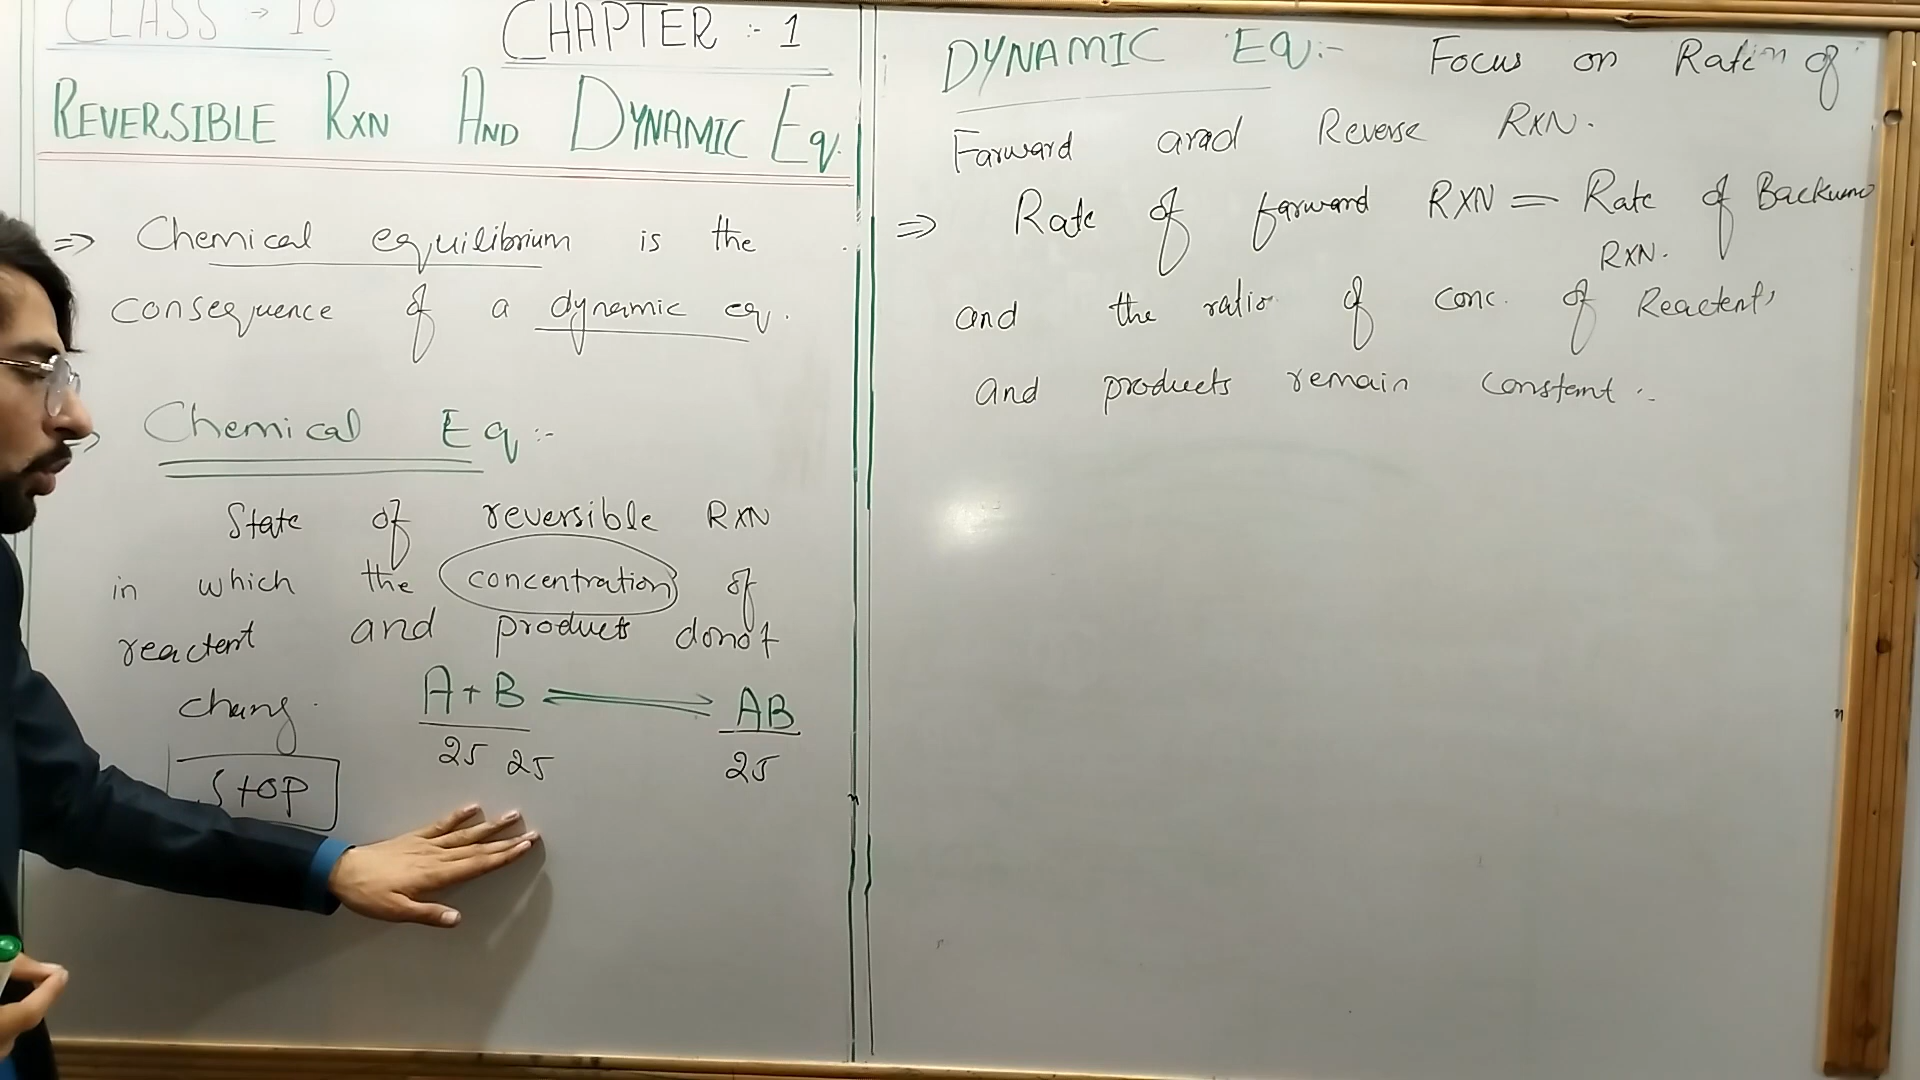 CLASS :- 10
CHAPTER :- 1
REVERSIBLE RXN AND DYNAMIC Eq.
=> Chemical equilibrium is the
consequence of a dynamic eq.
=> Chemical Eq :-
State of reversible RXN
in which the concentration of
reactent and products donot
chang.
A + B ⇌ AB
25 25 25
STOP
DYNAMIC EQ :- Focus on Ratio of
Farward and Reverse RXN.
=> Rate of farward RXN = Rate of Backward
RXN.
and the ratio of conc. of Reactents
and products remain constant :-